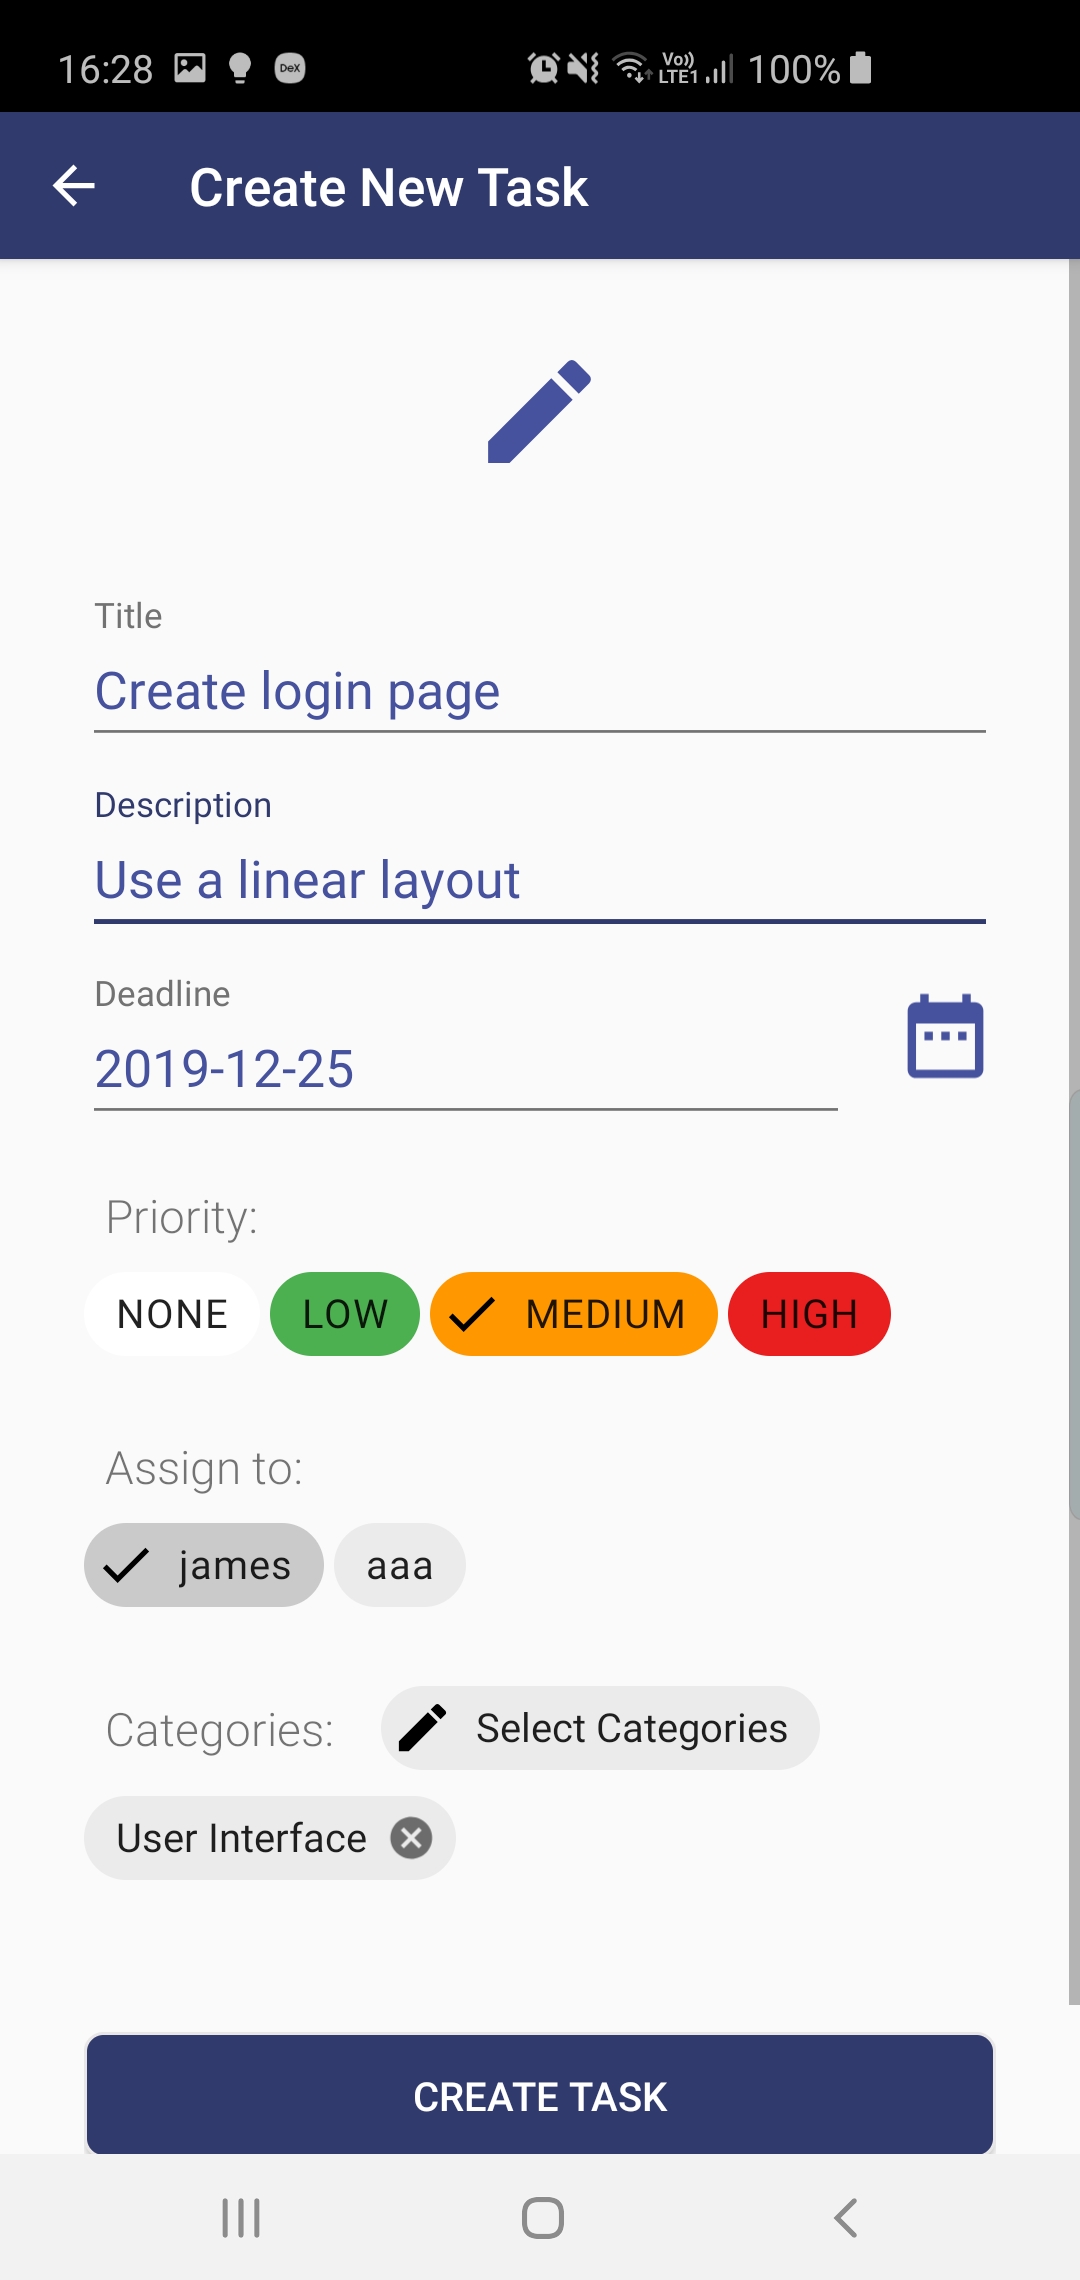 16:28 DeX Vo)) LTE1 100%
Create New Task
Title
Create login page
Description
Use a linear layout
Deadline
2019-12-25
Priority:
NONE LOW MEDIUM HIGH
Assign to:
james aaa
Categories: Select Categories
User Interface
CREATE TASK